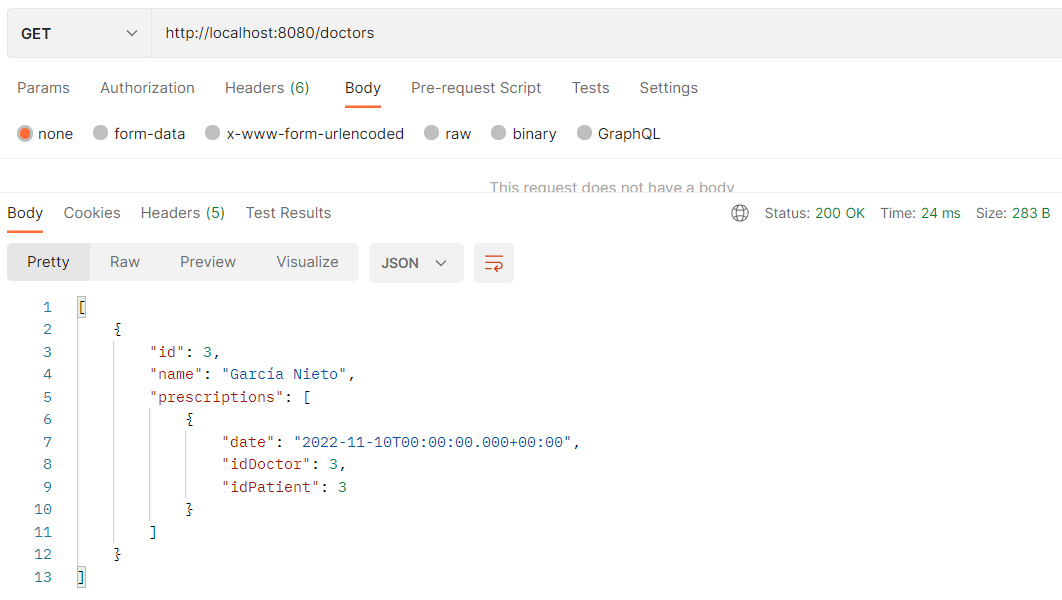 GET http://localhost:8080/doctors
Params Authorization Headers (6) Body Pre-request Script Tests Settings
none form-data x-www-form-urlencoded raw binary GraphQL
This request does not have a body
Body Cookies Headers (5) Test Results Status: 200 OK Time: 24 ms Size: 283 B
Pretty Raw Preview Visualize JSON
1 [
2 {
3 "id": 3,
4 "name": "García Nieto",
5 "prescriptions": [
6 {
7 "date": "2022-11-10T00:00:00.000+00:00",
8 "idDoctor": 3,
9 "idPatient": 3
10 }
11 ]
12 }
13 ]